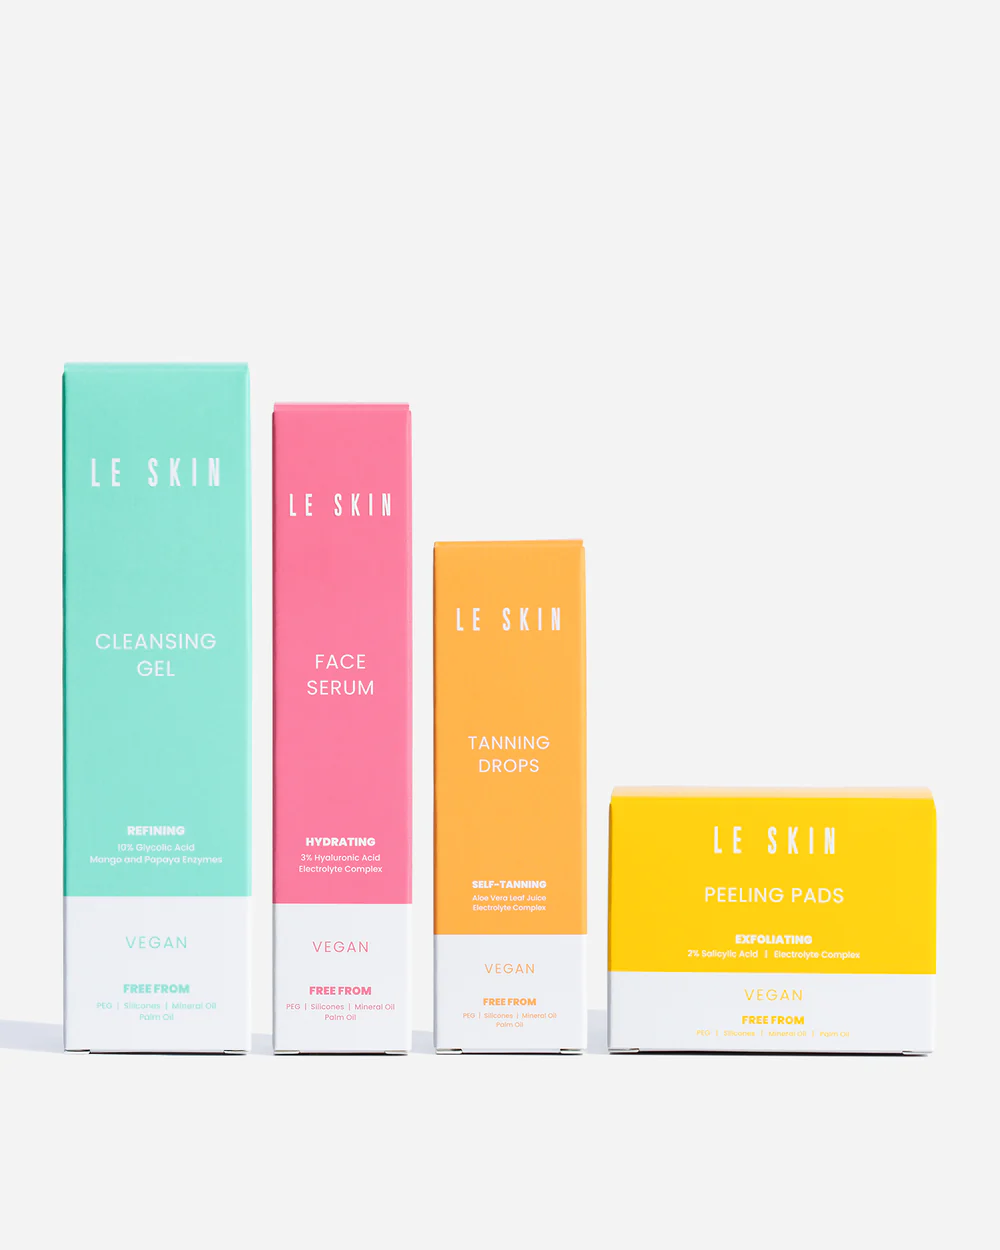 LE SKIN
CLEANSING
GEL
REFINING
10% Glycolic Acid
Mango and Papaya Enzymes
VEGAN
FREE FROM
PEG | Silicones | Mineral Oil
Palm Oil
LE SKIN
FACE
SERUM
HYDRATING
3% Hyaluronic Acid
Electrolyte Complex
VEGAN
FREE FROM
PEG | Silicones | Mineral Oil
Palm Oil
LE SKIN
TANNING
DROPS
SELF-TANNING
Aloe Vera Leaf Juice
Electrolyte Complex
VEGAN
FREE FROM
PEG | Silicones | Mineral Oil
Palm Oil
LE SKIN
PEELING PADS
EXFOLIATING
2% Salicylic Acid | Electrolyte Complex
VEGAN
FREE FROM
PEG | Silicones | Mineral Oil | Palm Oil